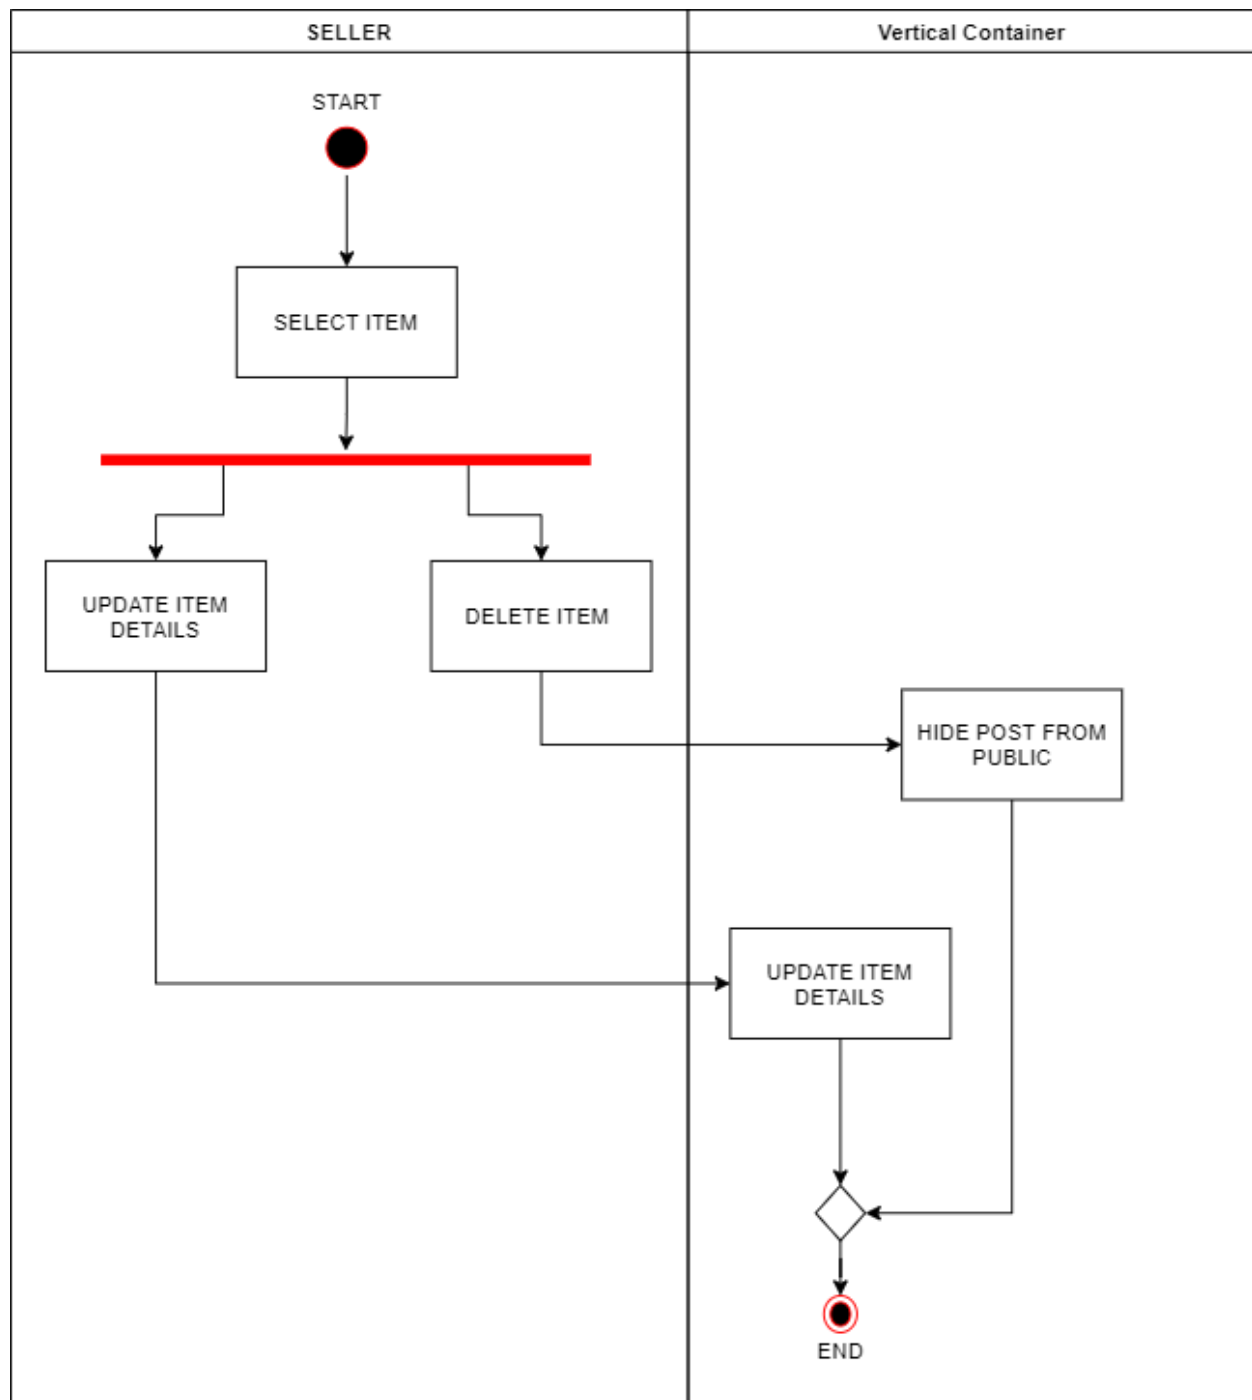 SELLER
Vertical Container
START
SELECT ITEM
UPDATE ITEM
DETAILS
DELETE ITEM
HIDE POST FROM
PUBLIC
UPDATE ITEM
DETAILS
END